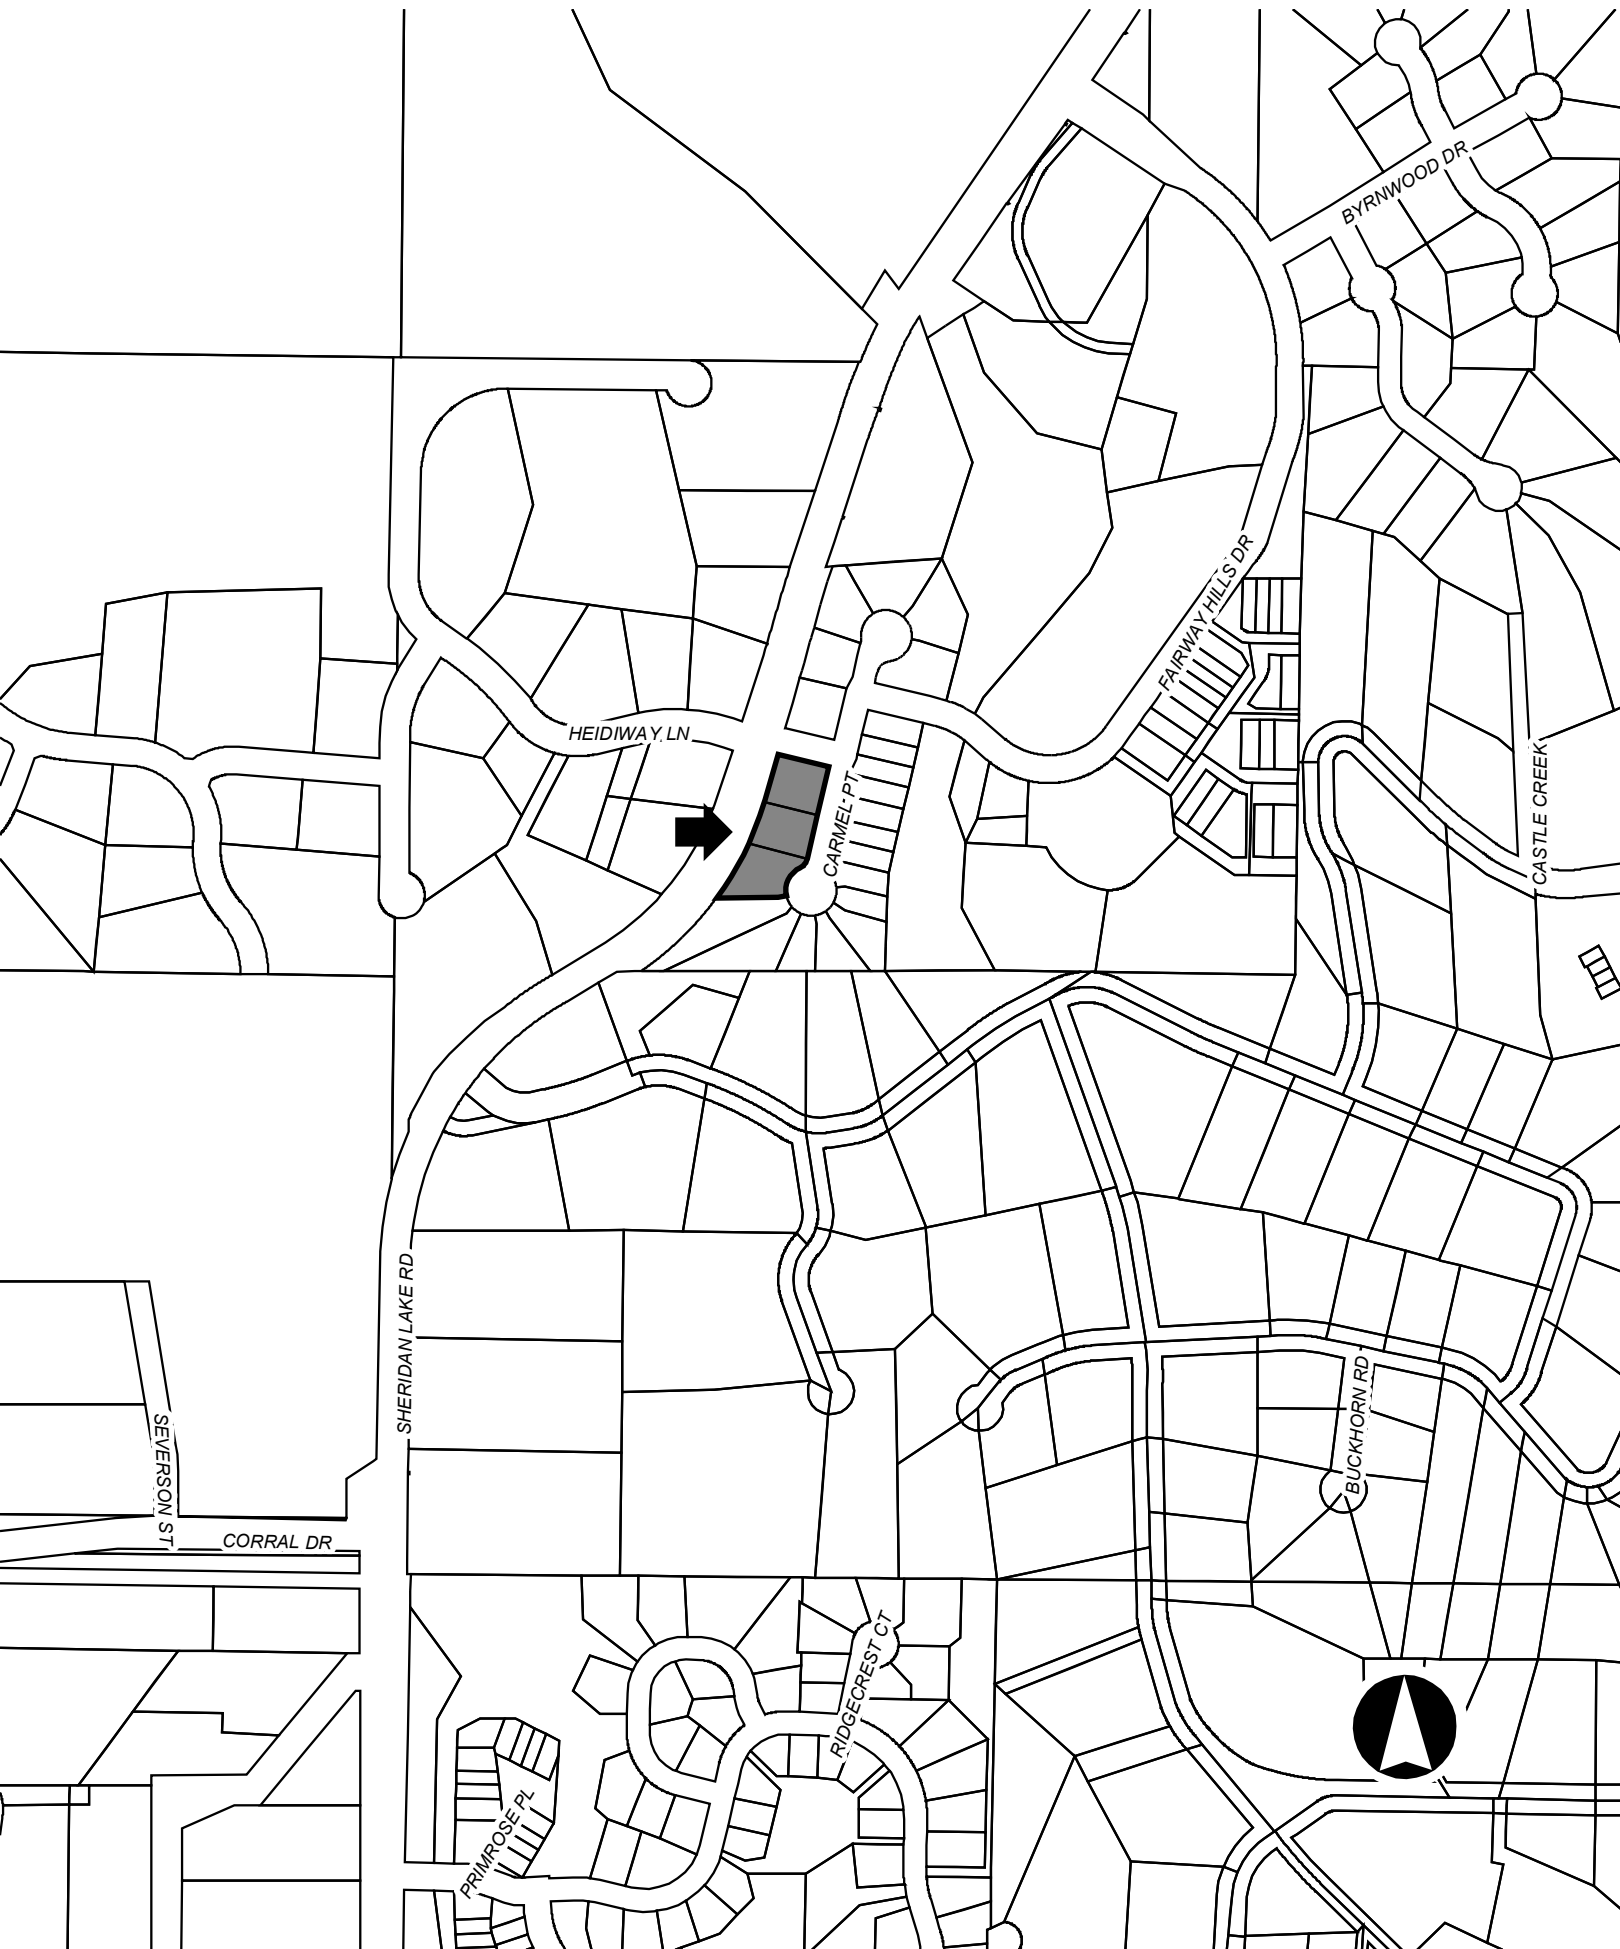 BYRNWOOD DR
FAIRWAY HILLS DR
HEIDIWAY LN
CARMEL PT
CASTLE CREEK
SHERIDAN LAKE RD
BUCKHORN RD
SEVERSON ST
CORRAL DR
RIDGECREST CT
PRIMROSE PL